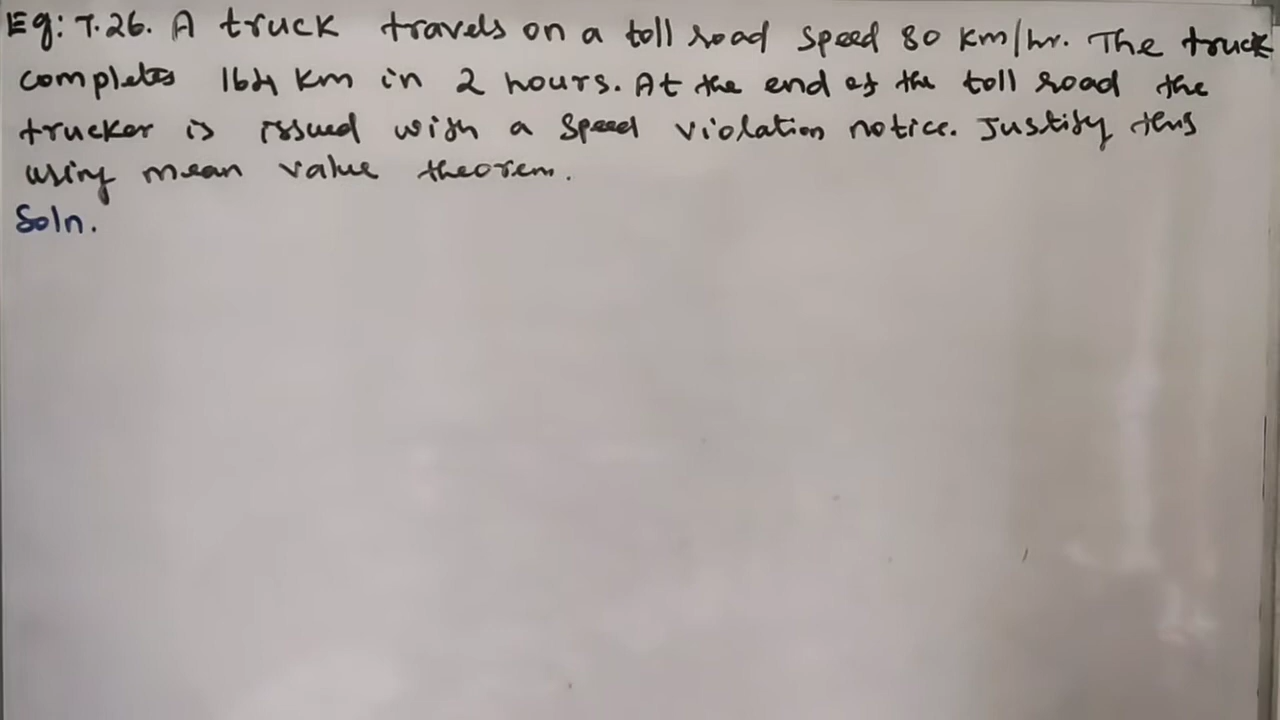 Eg: 7.26. A truck travels on a toll road speed 80 km/hr. The truck
completes 164 km in 2 hours. At the end of the toll road the
trucker is issued with a speed violation notice. Justify this
using mean value theorem.
Soln.